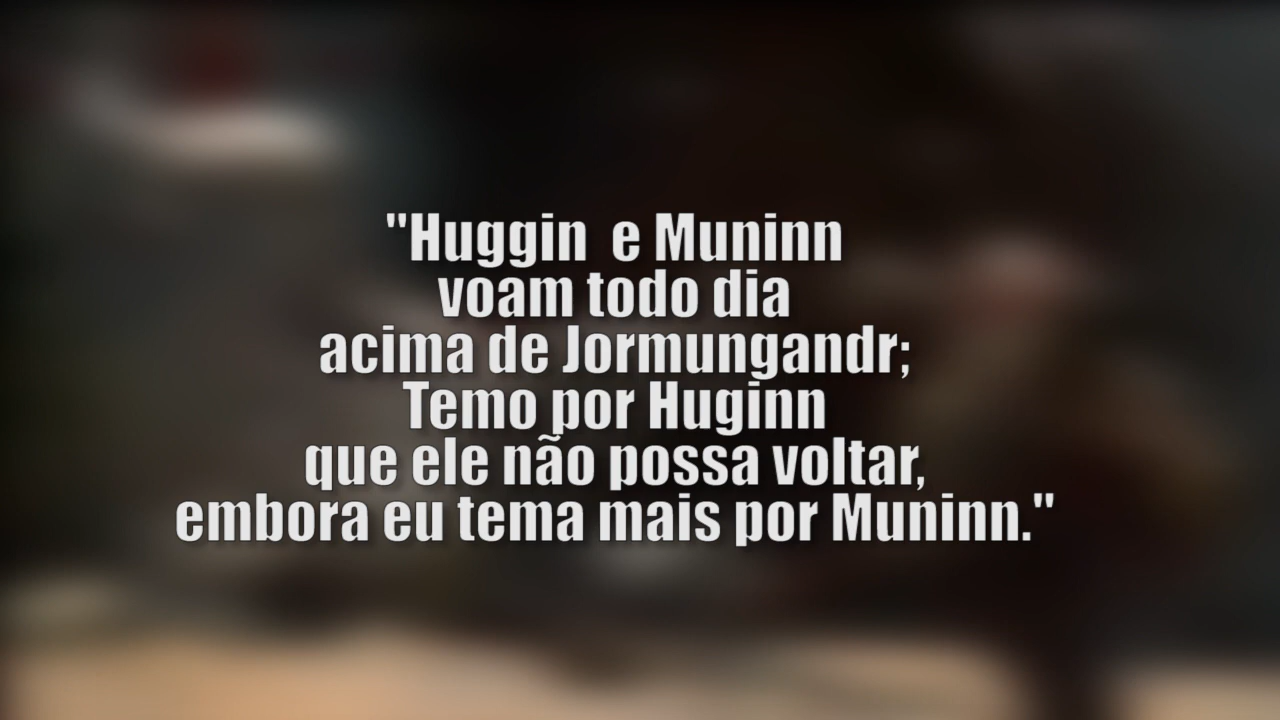 "Huggin  e Muninn
voam todo dia
acima de Jormungandr;
Temo por Huginn
que ele não possa voltar,
embora eu tema mais por Muninn."